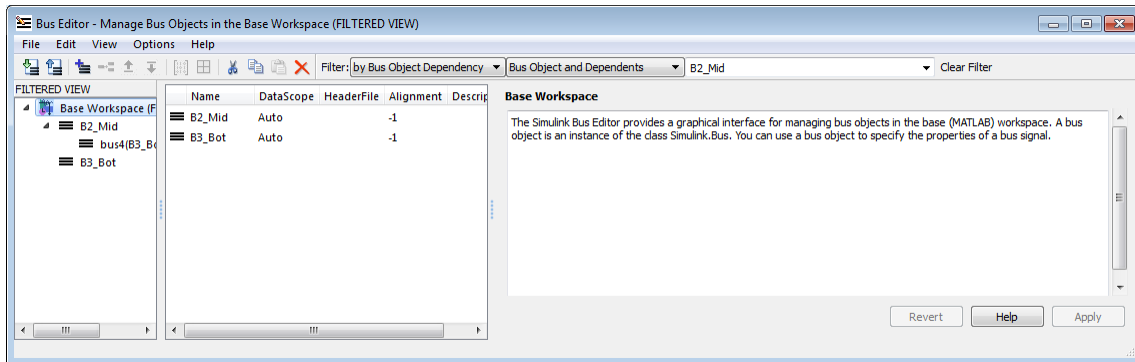 Bus Editor - Manage Bus Objects in the Base Workspace (FILTERED VIEW)
File Edit View Options Help
Filter: by Bus Object Dependency Bus Object and Dependents B2_Mid Clear Filter
FILTERED VIEW
Base Workspace (F
B2_Mid
bus4(B3_Bo
B3_Bot
Name DataScope HeaderFile Alignment Descrip
B2_Mid Auto -1
B3_Bot Auto -1
Base Workspace
The Simulink Bus Editor provides a graphical interface for managing bus objects in the base (MATLAB) workspace. A bus
object is an instance of the class Simulink.Bus. You can use a bus object to specify the properties of a bus signal.
Revert Help Apply